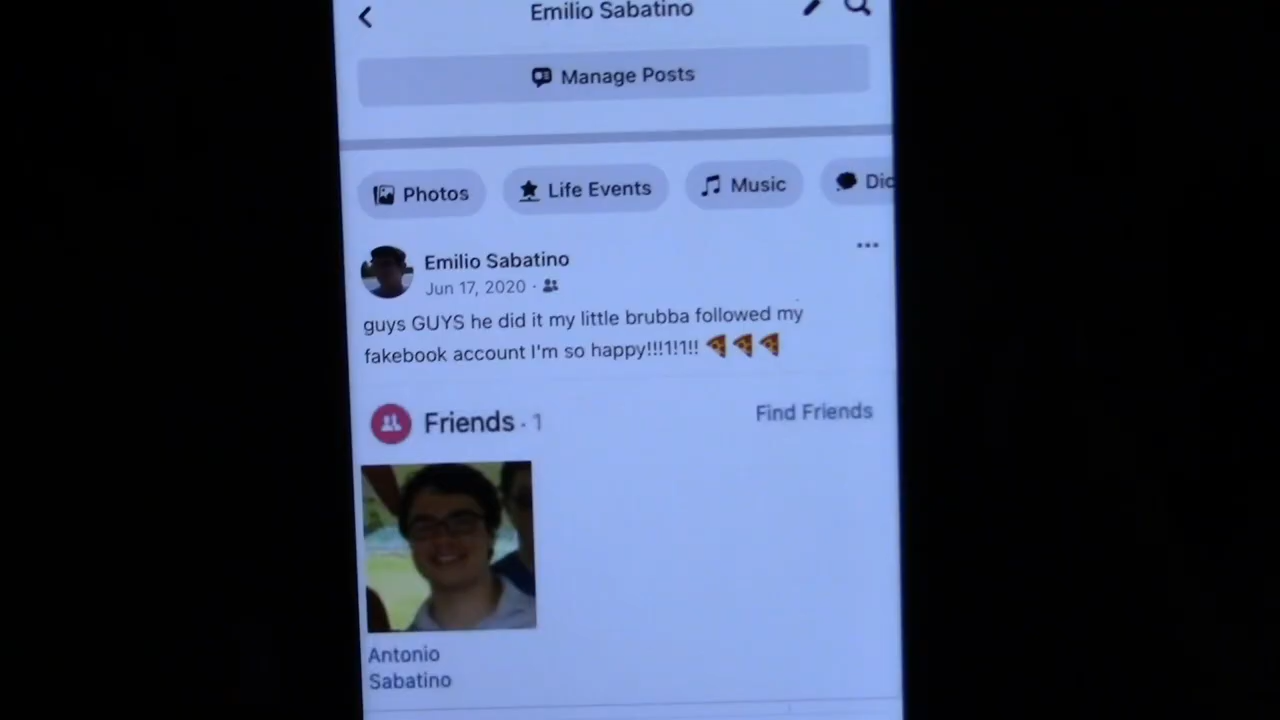 Emilio Sabatino
Manage Posts
Photos
Life Events
Music
Dic
Emilio Sabatino
Jun 17, 2020 ·
guys GUYS he did it my little brubba followed my
fakebook account I'm so happy!!!1!1!! 🍕🍕🍕
Friends · 1
Find Friends
Antonio
Sabatino